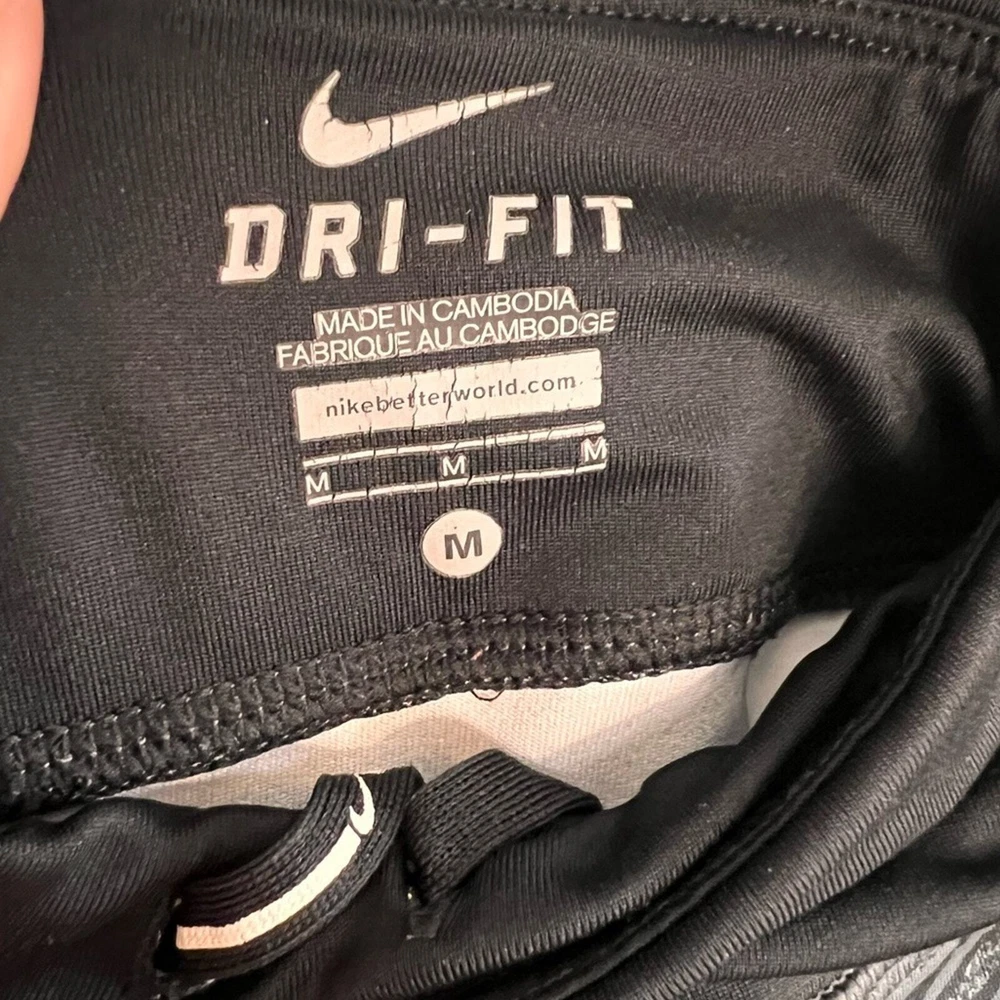 DRI-FIT
MADE IN CAMBODIA
FABRIQUE AU CAMBODGE
nikebetterworld.com
M M M
M